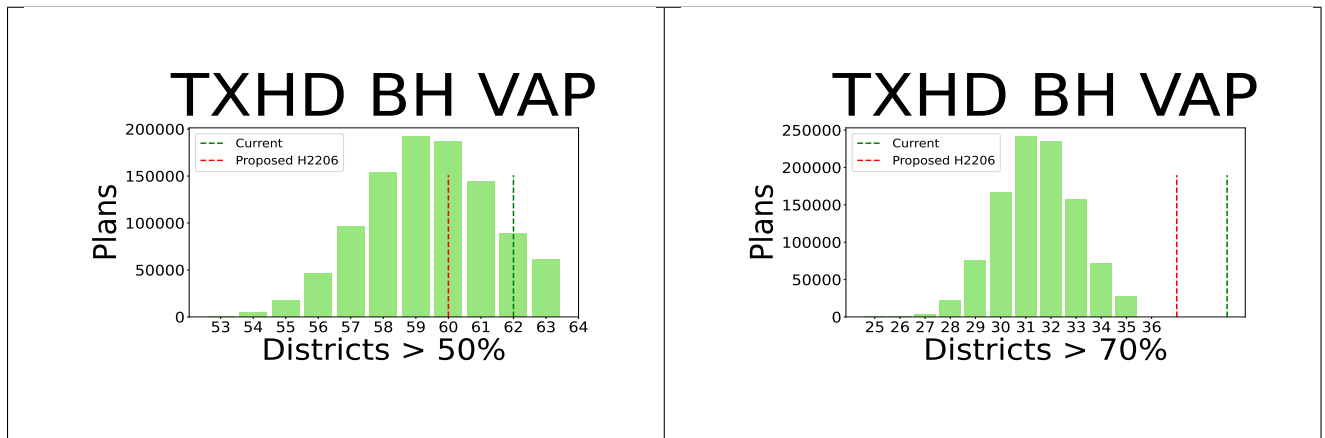 TXHD BH VAP
Plans
200000
150000
100000
50000
0
Current
Proposed H2206
53 54 55 56 57 58 59 60 61 62 63 64
Districts > 50%
TXHD BH VAP
Plans
250000
200000
150000
100000
50000
0
Current
Proposed H2206
25 26 27 28 29 30 31 32 33 34 35 36
Districts > 70%